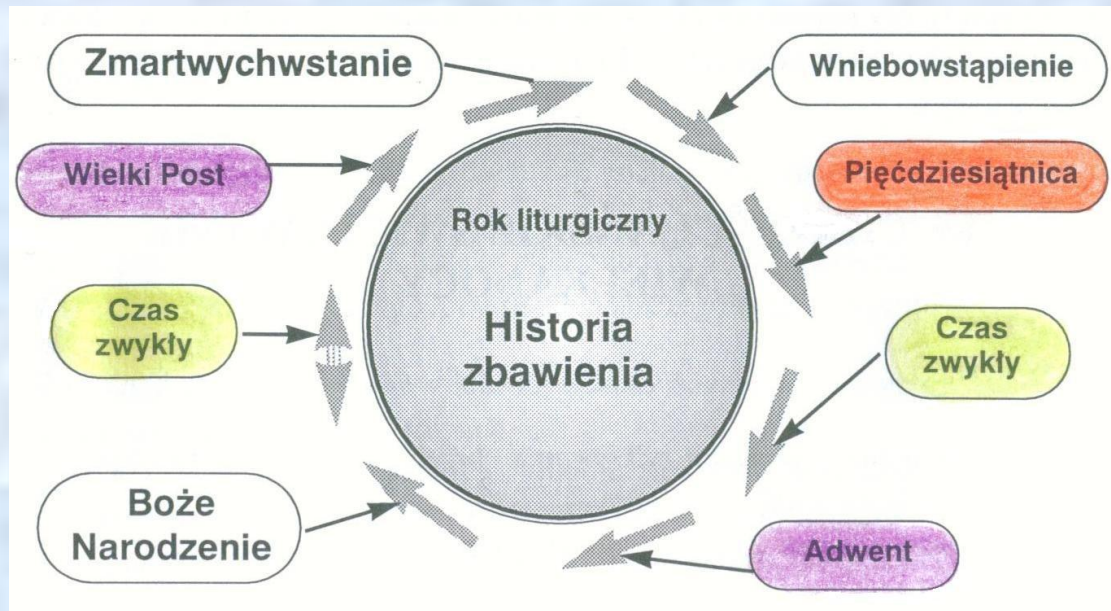 Zmartwychwstanie
Wniebowstąpienie
Wielki Post
Pięćdziesiątnica
Rok liturgiczny
Czas
zwykły
Historia
zbawienia
Czas
zwykły
Boże
Narodzenie
Adwent